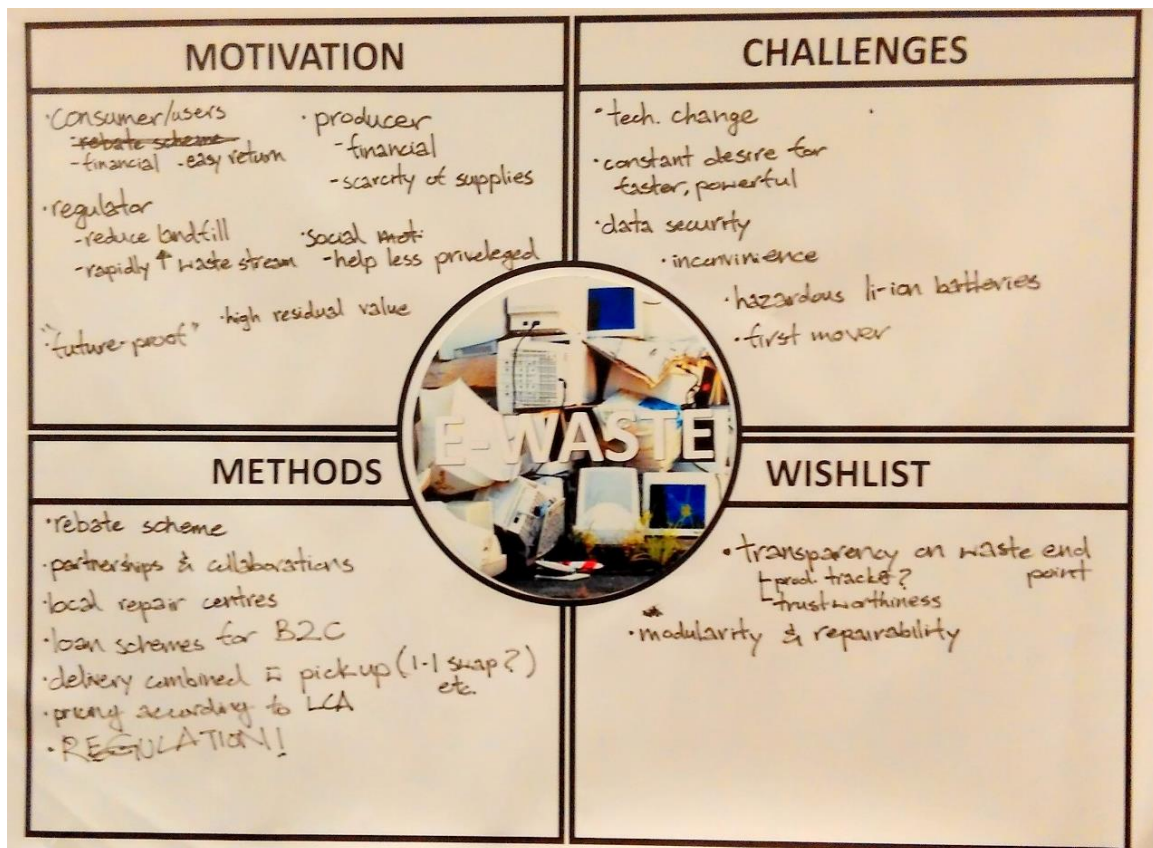 MOTIVATION
·consumer/users
-rebate scheme
-financial -easy return
·regulator
-reduce landfill
-rapidly ↑ waste stream
"future-proof"
·producer
-financial
-scarcity of supplies
·social mot.
-help less priveleged
·high residual value
CHALLENGES
·tech. change
·constant desire for
faster, powerful
·data security
·inconvinience
·hazardous li-ion batteries
·first mover
E-WASTE
METHODS
·rebate scheme
·partnerships & collaborations
·local repair centres
·loan schemes for B2C
·delivery combined pickup (1-1 swap?)
etc.
·pricing according to LCA
·REGULATION!
WISHLIST
·transparency on waste end
point
prod. tracker?
trustworthiness
·modularity & repairability